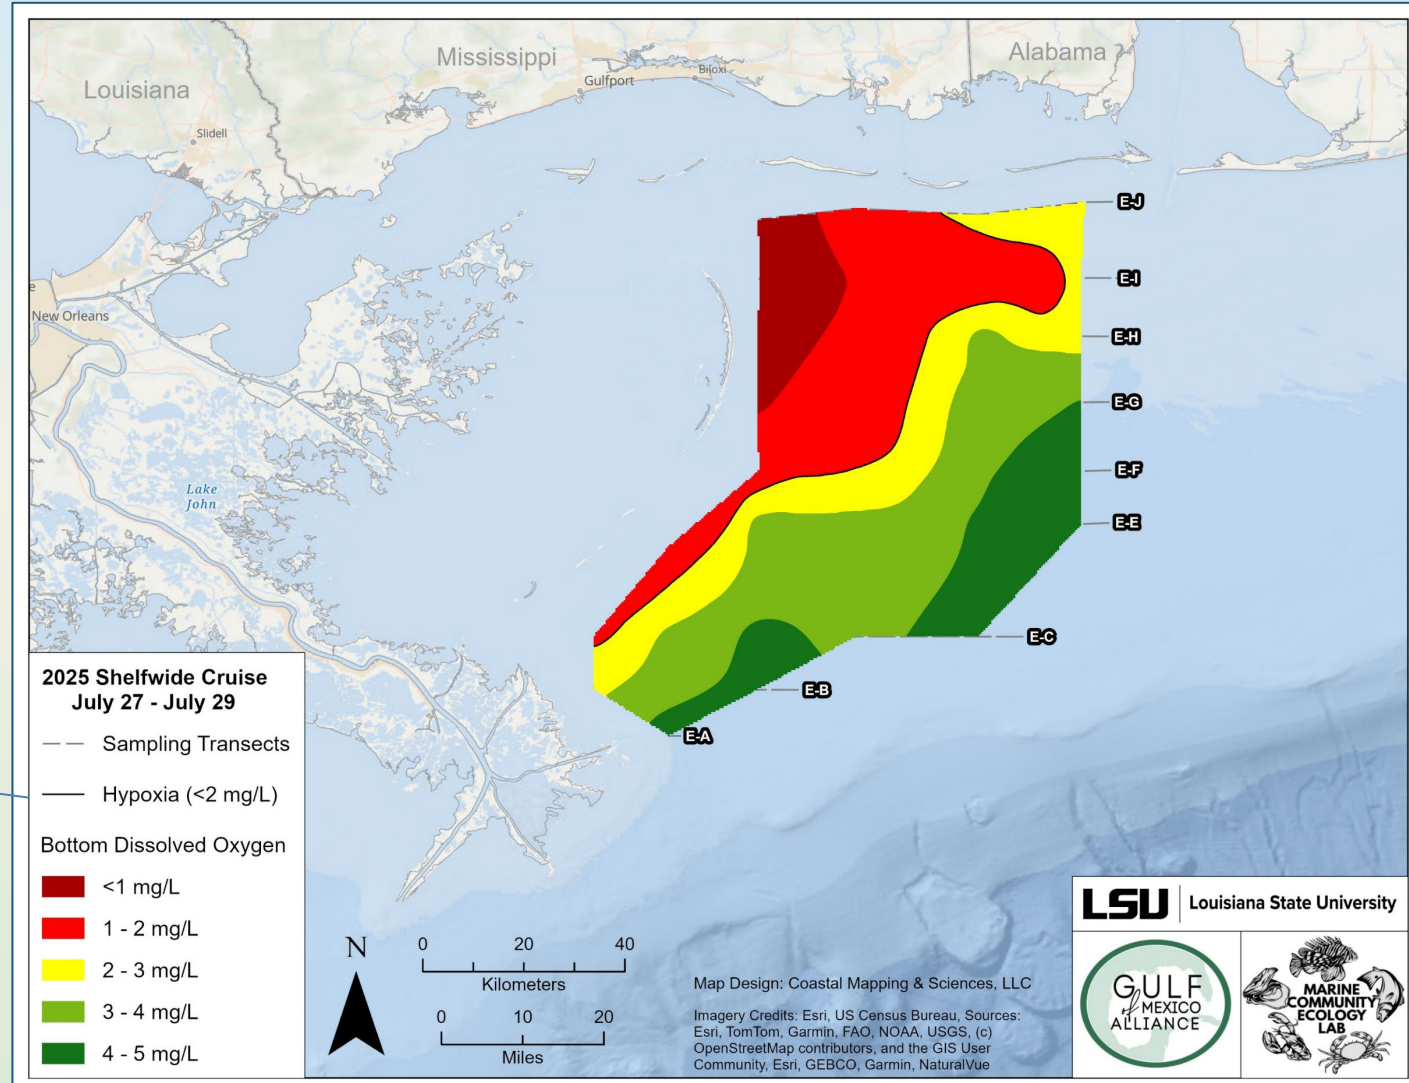 Louisiana
Mississippi
Alabama
Gulfport
Biloxi
Slidell
e
New Orleans
Lake
John
E-J
E-I
E-H
E-G
E-F
E-E
E-C
E-B
E-A
2025 Shelfwide Cruise
July 27 - July 29
Sampling Transects
Hypoxia (<2 mg/L)
Bottom Dissolved Oxygen
<1 mg/L
1 - 2 mg/L
2 - 3 mg/L
3 - 4 mg/L
4 - 5 mg/L
N
0 20 40
Kilometers
0 10 20
Miles
Map Design: Coastal Mapping & Sciences, LLC
Imagery Credits: Esri, US Census Bureau, Sources:
Esri, TomTom, Garmin, FAO, NOAA, USGS, (c)
OpenStreetMap contributors, and the GIS User
Community, Esri, GEBCO, Garmin, NaturalVue
LSU Louisiana State University
GULF
of MEXICO
ALLIANCE
MARINE
COMMUNITY
ECOLOGY
LAB